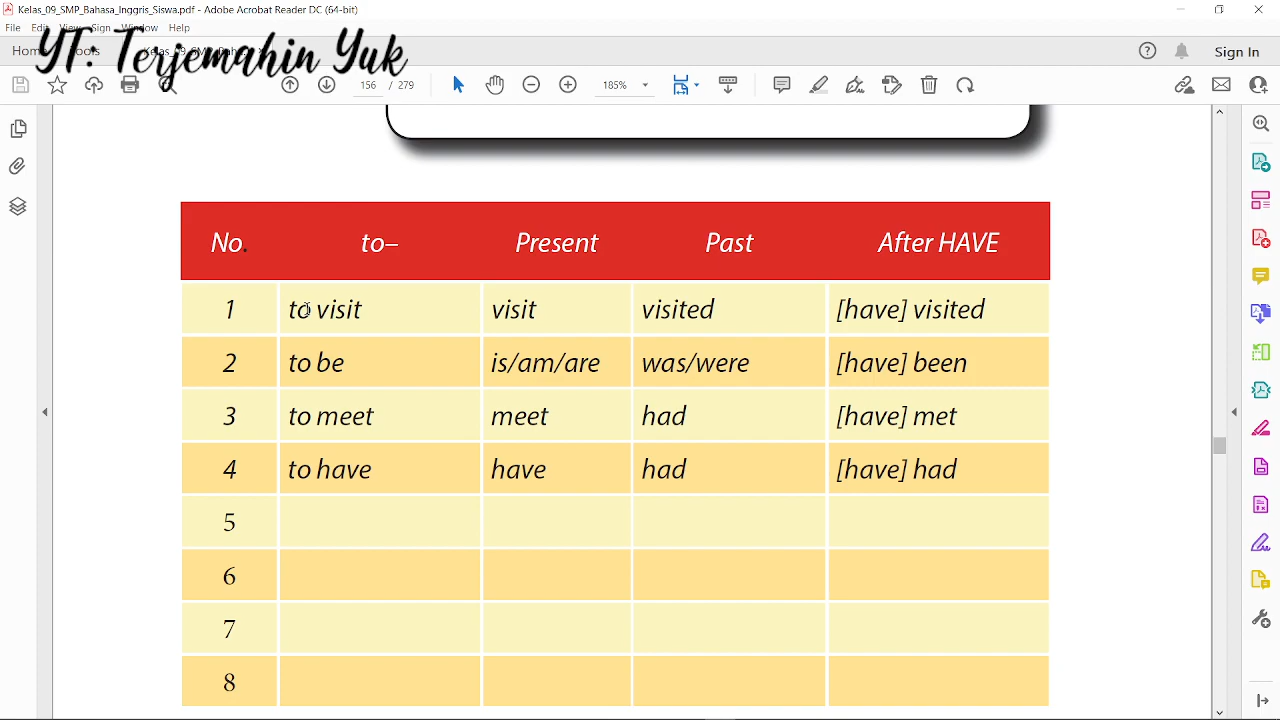 Kelas_09_SMP_Bahasa_Inggris_Siswa.pdf - Adobe Acrobat Reader DC (64-bit)
File Edit View Sign Window Help
YT: Terjemahin Yuk
156 / 279
185%
Sign In
No. to– Present Past After HAVE
1 to visit visit visited [have] visited
2 to be is/am/are was/were [have] been
3 to meet meet had [have] met
4 to have have had [have] had
5
6
7
8